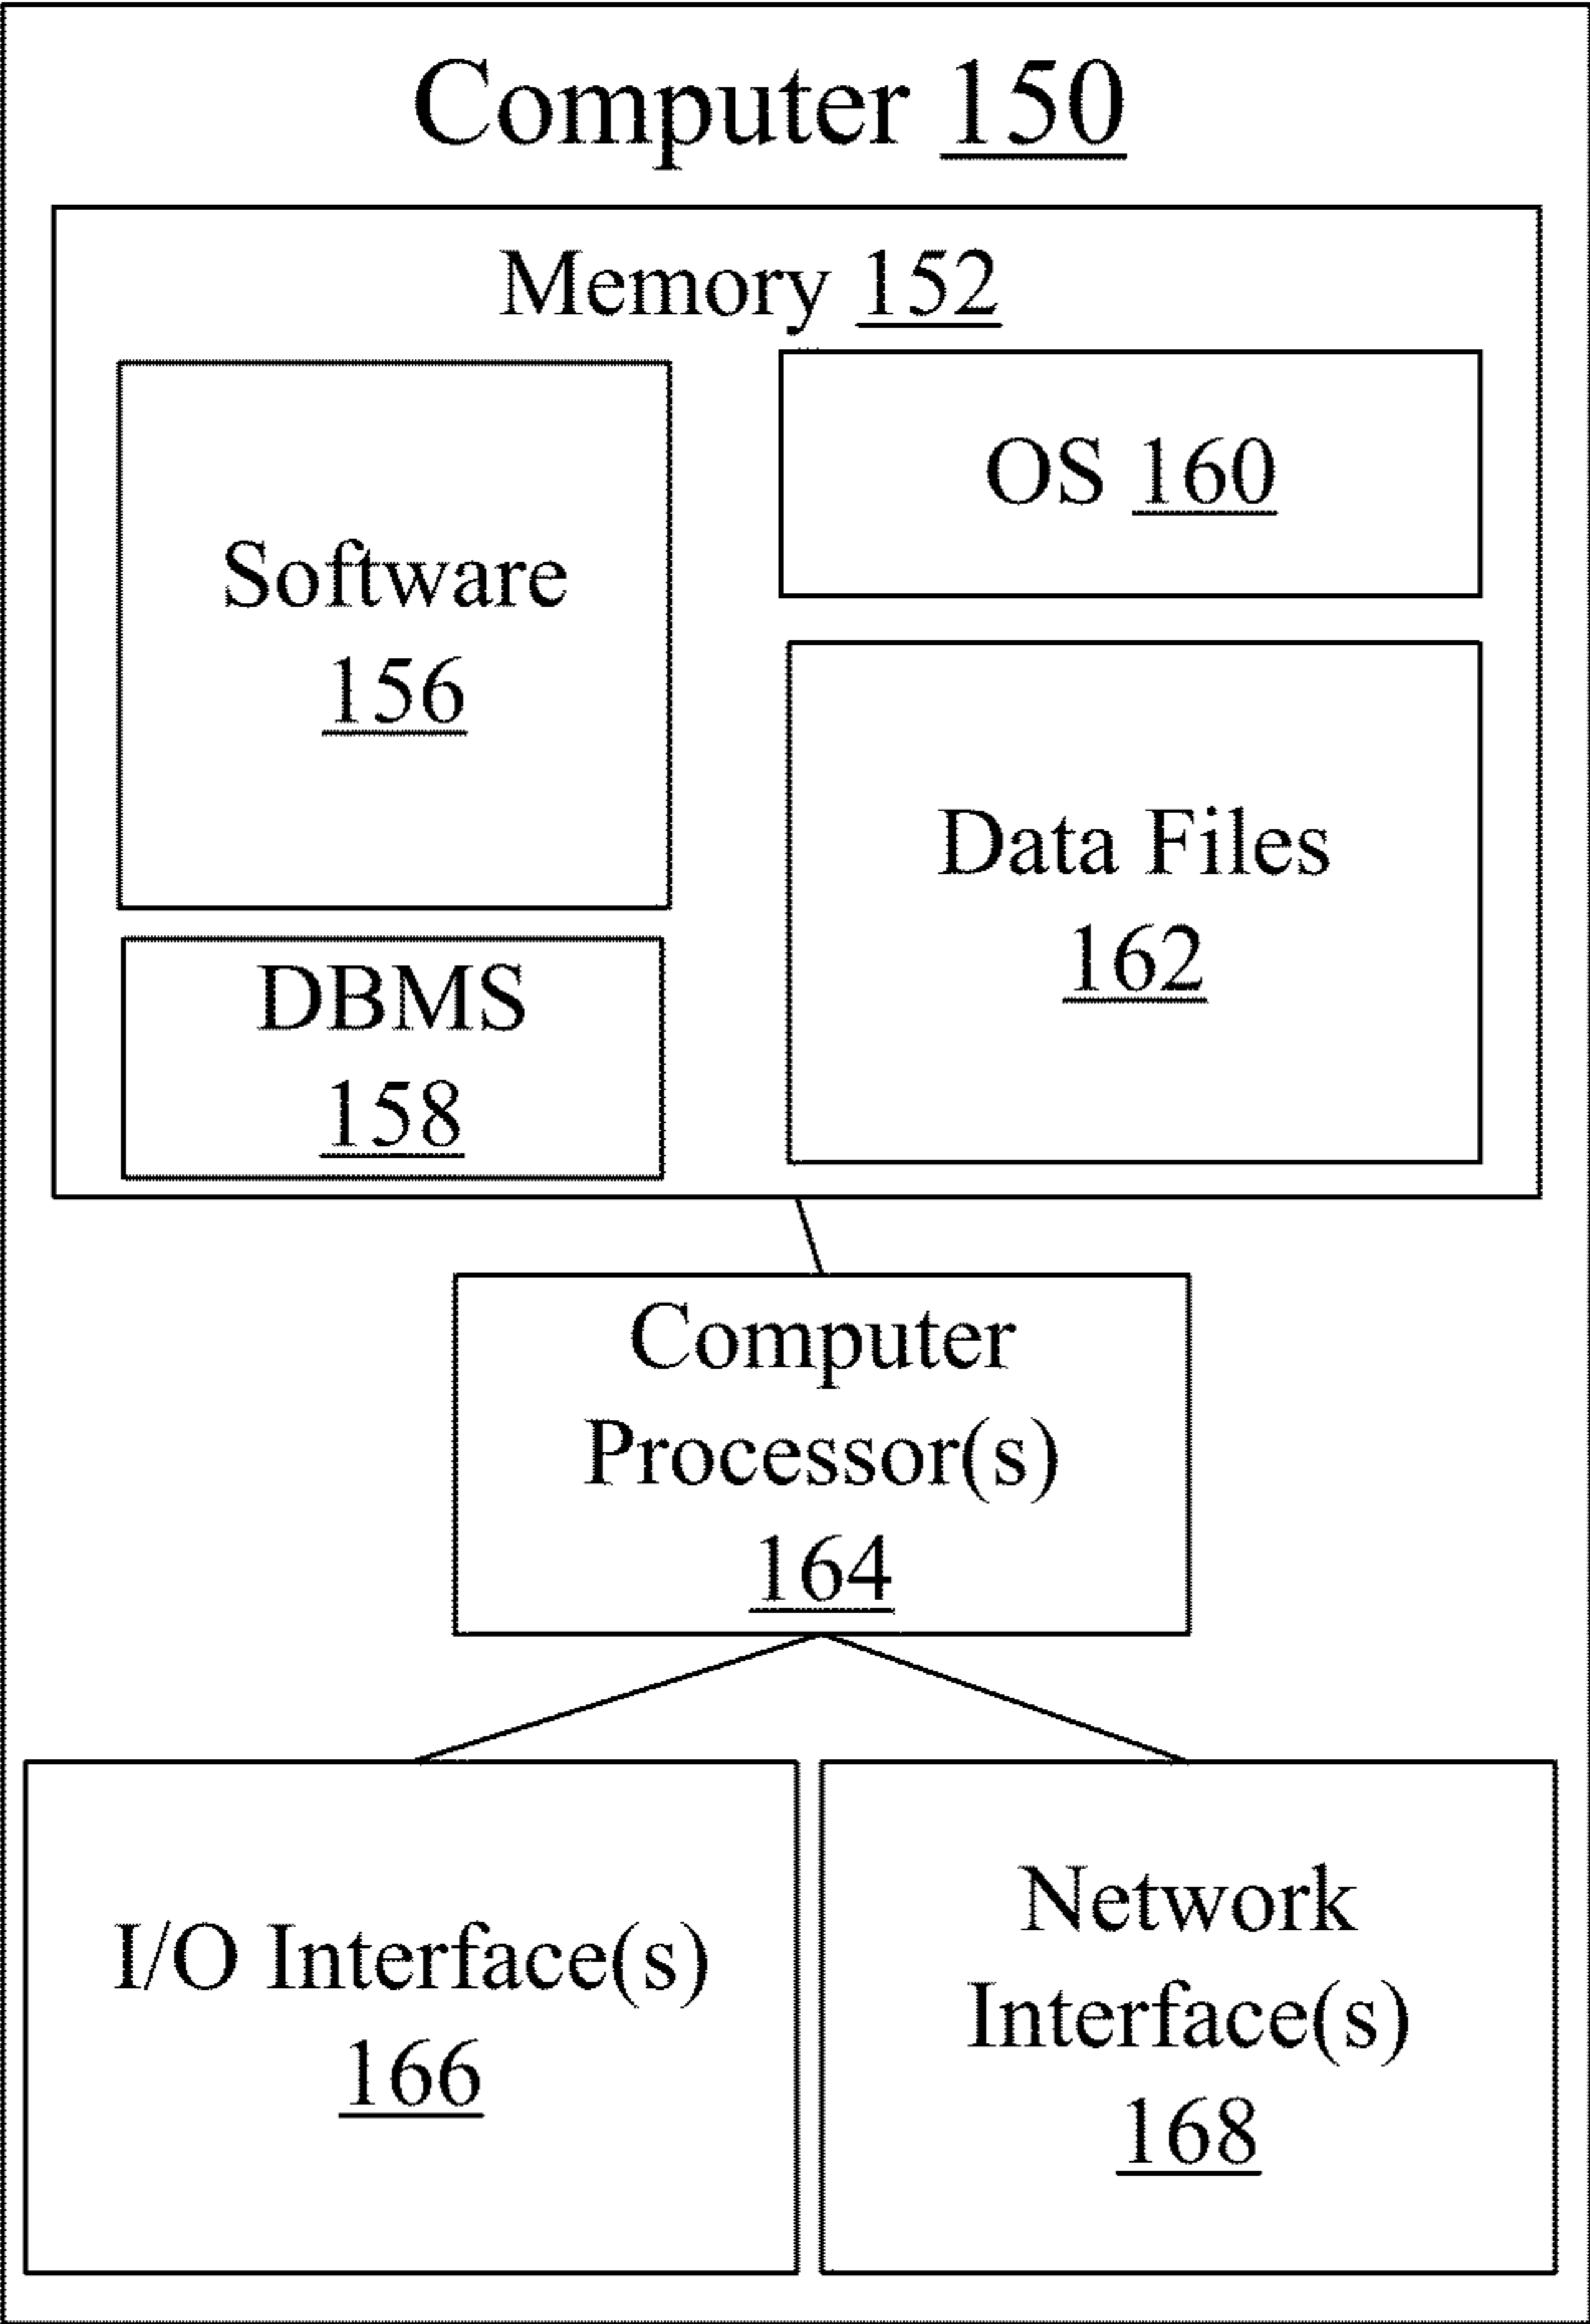 Computer 150
Memory 152
Software
156
OS 160
Data Files
162
DBMS
158
Computer
Processor(s)
164
I/O Interface(s)
166
Network
Interface(s)
168